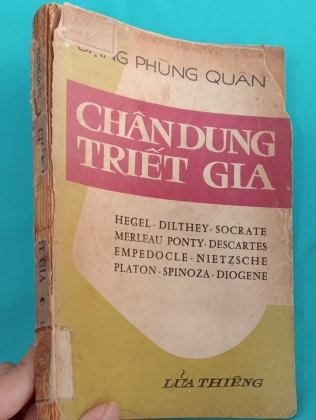 PHÙNG QUÂN
CHÂN DUNG
TRIẾT GIA
HEGEL · DILTHEY · SOCRATE
MERLEAU PONTY · DESCARTES
EMPEDOCLE · NIETZSCHE
PLATON · SPINOZA · DIOGENE
LỬA THIÊNG